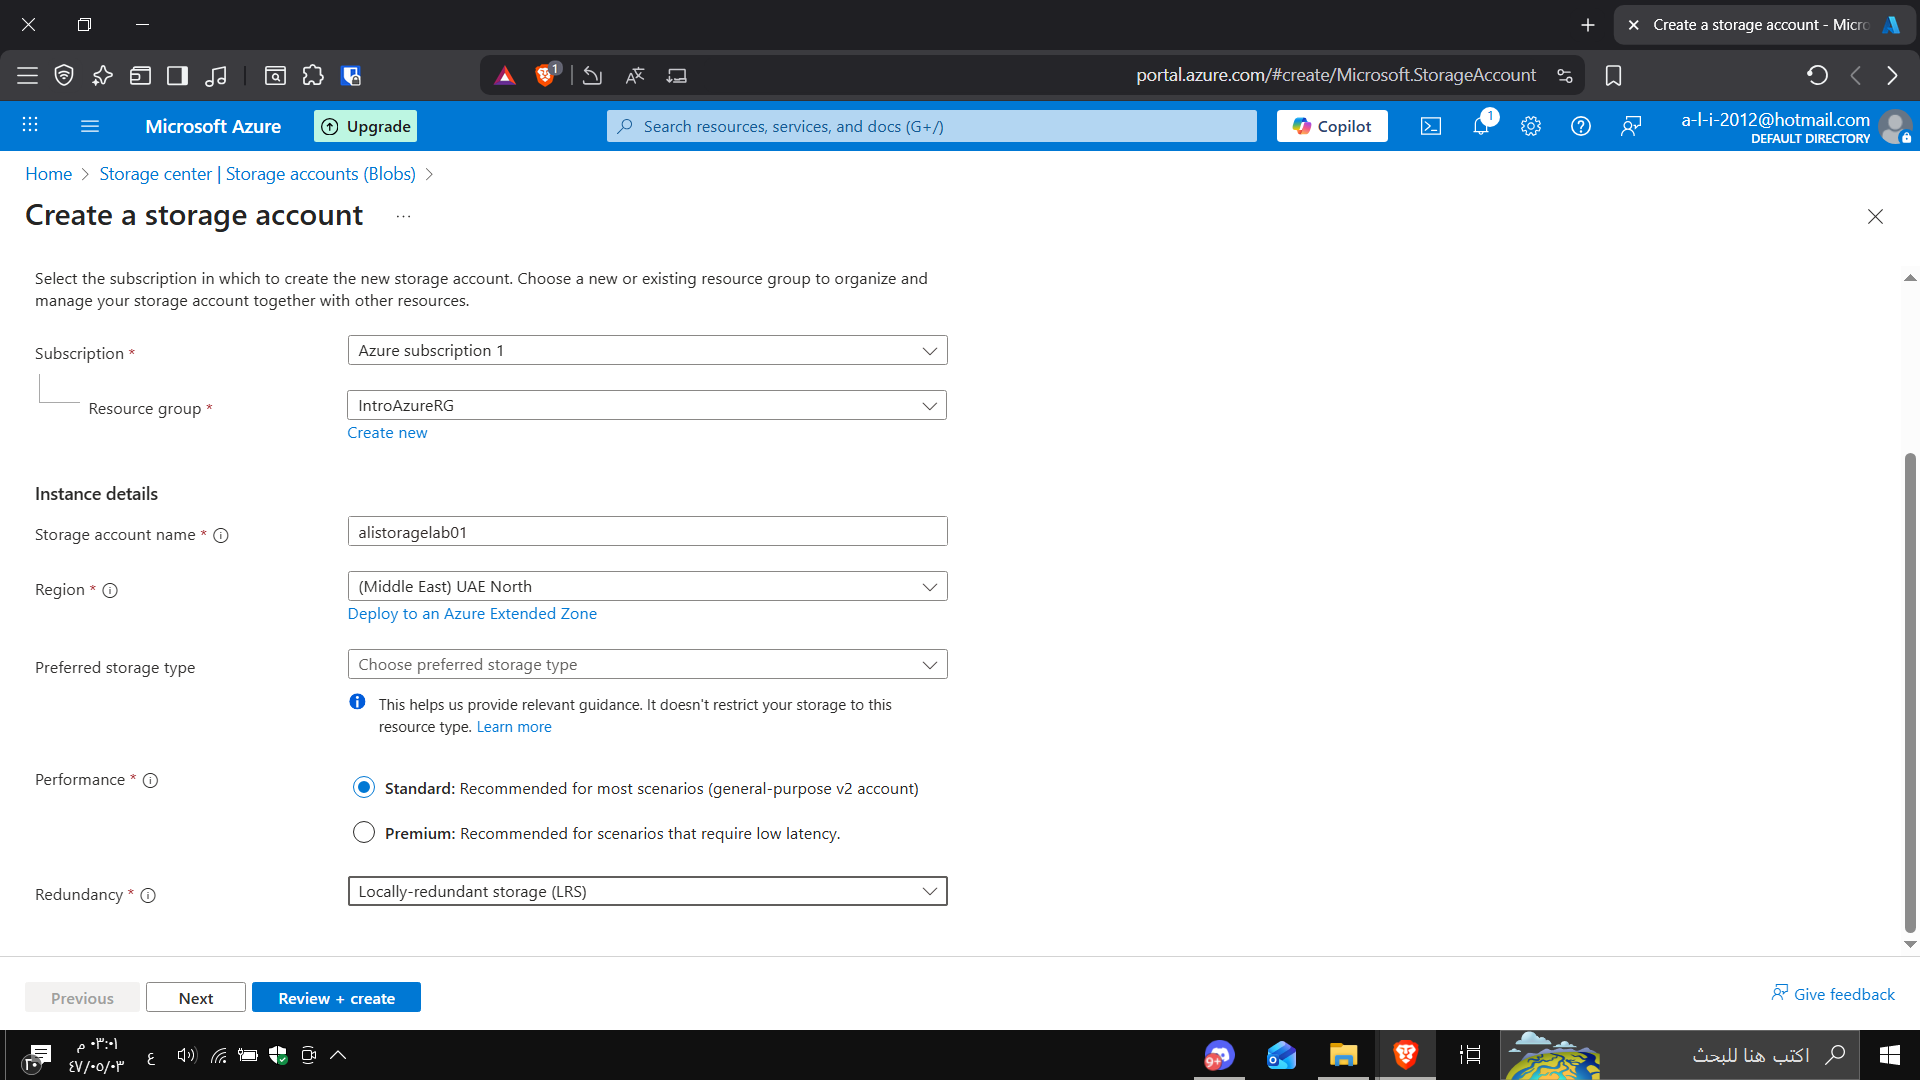 Create a storage account - Micro
1
portal.azure.com/#create/Microsoft.StorageAccount
Microsoft Azure
Upgrade
Search resources, services, and docs (G+/)
Copilot
1
a-l-i-2012@hotmail.com
DEFAULT DIRECTORY
Home > Storage center | Storage accounts (Blobs) >
Create a storage account ...
Select the subscription in which to create the new storage account. Choose a new or existing resource group to organize and
manage your storage account together with other resources.
Subscription *
Azure subscription 1
Resource group *
IntroAzureRG
Create new
Instance details
Storage account name *
alistoragelab01
Region *
(Middle East) UAE North
Deploy to an Azure Extended Zone
Preferred storage type
Choose preferred storage type
This helps us provide relevant guidance. It doesn't restrict your storage to this
resource type. Learn more
Performance *
Standard: Recommended for most scenarios (general-purpose v2 account)
Premium: Recommended for scenarios that require low latency.
Redundancy *
Locally-redundant storage (LRS)
Previous
Next
Review + create
Give feedback
٢٠
٠٣:٠١ م
٤٧/٠٥/٠٣
ع
9+
اكتب هنا للبحث